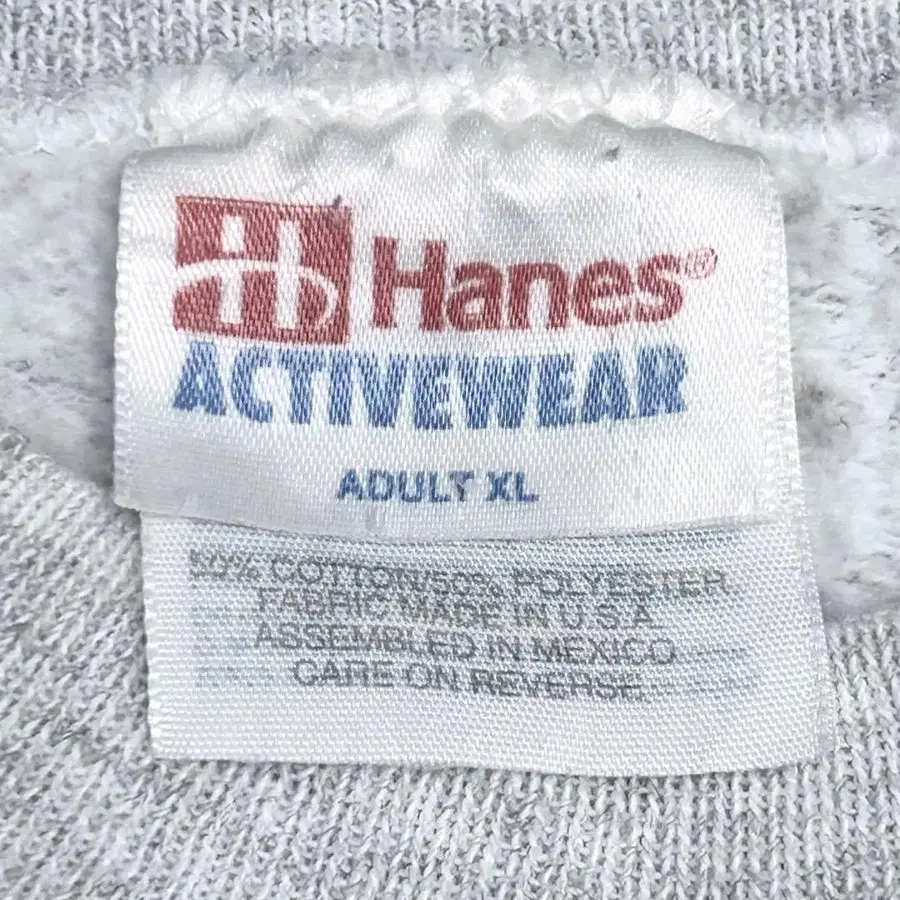 Hanes®
ACTIVEWEAR
ADULT XL
50% COTTON/50% POLYESTER
FABRIC MADE IN U.S.A
ASSEMBLED IN MEXICO
CARE ON REVERSE